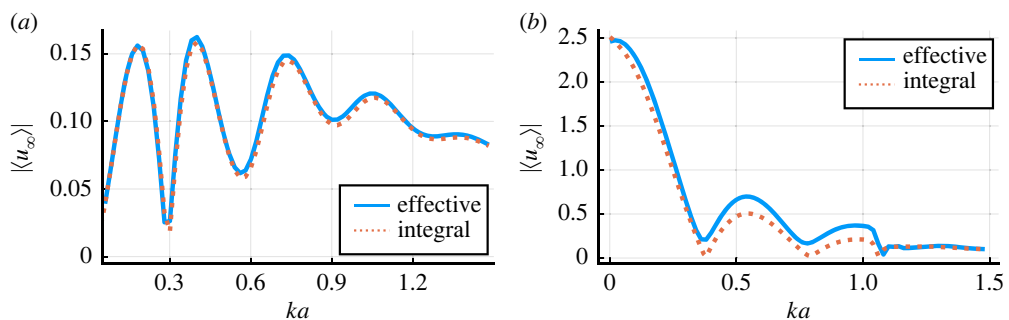 (a)
0.15
0.10
0.05
0
0.3 0.6 0.9 1.2
ka
|⟨u∞⟩|
effective
integral
(b)
2.5
2.0
1.5
1.0
0.5
0
0 0.5 1.0 1.5
ka
|⟨u∞⟩|
effective
integral